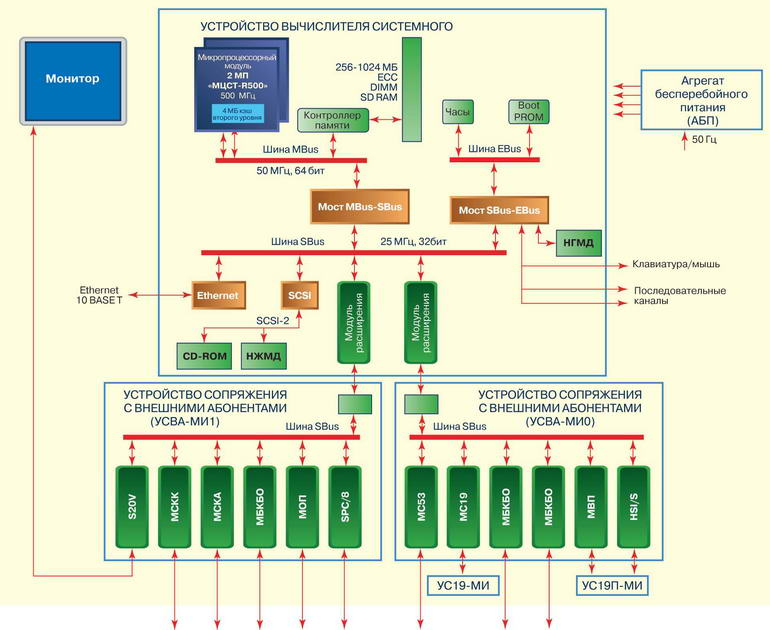 УСТРОЙСТВО ВЫЧИСЛИТЕЛЯ СИСТЕМНОГО
Монитор
Микропроцессорный
модуль
2 МП
«МЦСТ-R500»
500 МГц
4 МБ кэш
второго уровня
256-1024 МБ
ECC
DIMM
SD RAM
Контроллер
памяти
Часы
Boot
PROM
Агрегат
бесперебойного
питания
(АБП)
50 Гц
Шина MBus
50 МГц, 64 бит
Шина EBus
Мост MBus-SBus
Мост SBus-EBus
НГМД
Шина SBus
25 МГц, 32бит
Клавиатура/мышь
Последовательные
каналы
Ethernet
10 BASE T
Ethernet
SCSi
SCSI-2
CD-ROM
НЖМД
Модуль
расширения
Модуль
расширения
УСТРОЙСТВО СОПРЯЖЕНИЯ
С ВНЕШНИМИ АБОНЕНТАМИ
(УСВА-МИ1)
Шина SBus
S20V
МСКК
МСКА
МБКБО
МОП
SPC/8
УСТРОЙСТВО СОПРЯЖЕНИЯ
С ВНЕШНИМИ АБОНЕНТАМИ
(УСВА-МИ0)
Шина SBus
МС53
МС19
МБКБО
МБКБО
МВП
HSI/S
УС19-МИ
УС19П-МИ